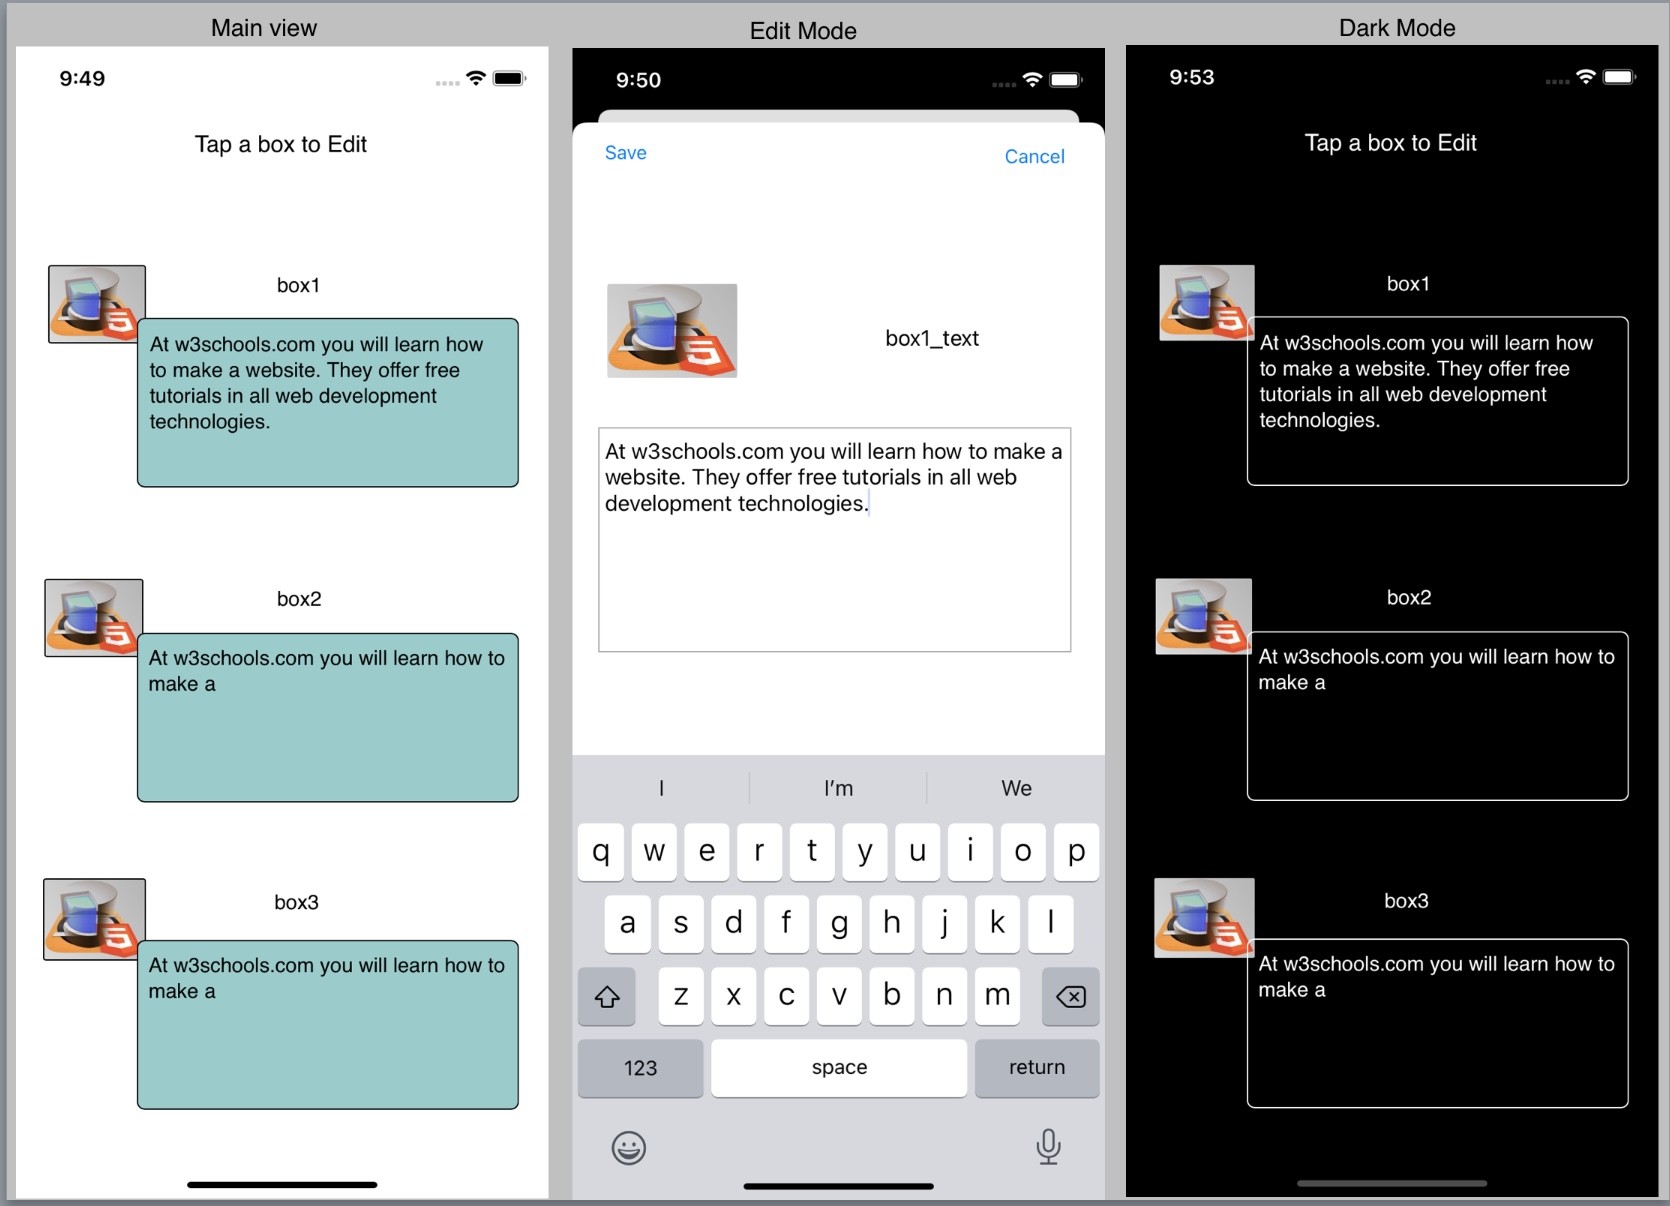 Main view
9:49
Tap a box to Edit
box1
At w3schools.com you will learn how
to make a website. They offer free
tutorials in all web development
technologies.
box2
At w3schools.com you will learn how to
make a
box3
At w3schools.com you will learn how to
make a
Edit Mode
9:50
Save
Cancel
box1_text
At w3schools.com you will learn how to make a
website. They offer free tutorials in all web
development technologies.
I I'm We
q w e r t y u i o p
a s d f g h j k l
z x c v b n m
123 space return
Dark Mode
9:53
Tap a box to Edit
box1
At w3schools.com you will learn how
to make a website. They offer free
tutorials in all web development
technologies.
box2
At w3schools.com you will learn how to
make a
box3
At w3schools.com you will learn how to
make a